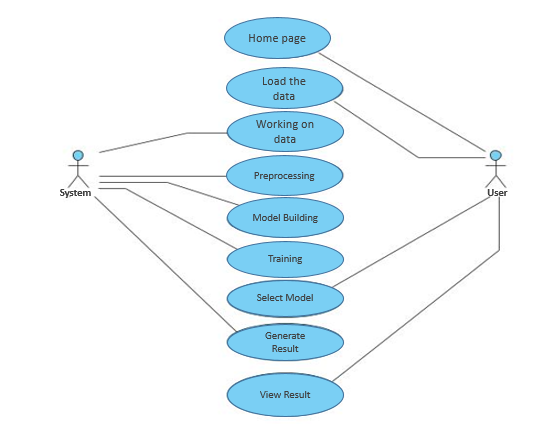 Home page
Load the
data
Working on
data
Preprocessing
System
User
Model Building
Training
Select Model
Generate
Result
View Result